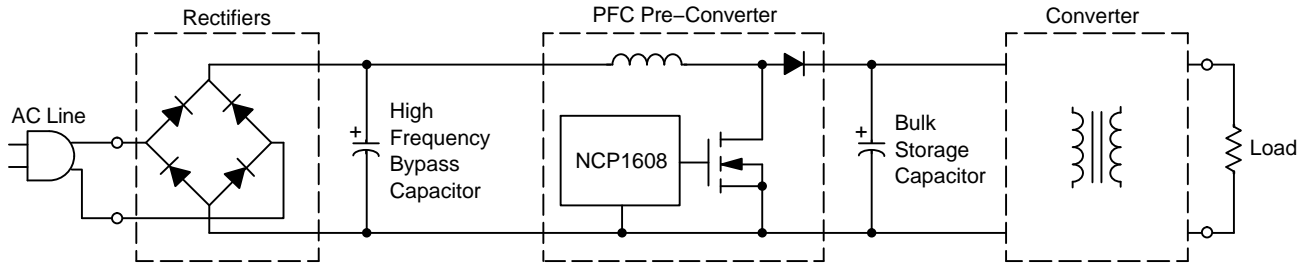 Rectifiers
PFC Pre−Converter
Converter
AC Line
High
Frequency
Bypass
Capacitor
+
NCP1608
+
Bulk
Storage
Capacitor
Load